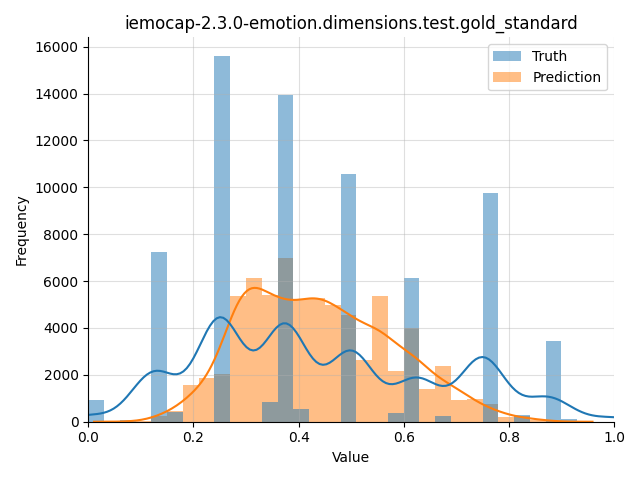 iemocap-2.3.0-emotion.dimensions.test.gold_standard
Truth
Prediction
16000
14000
12000
10000
8000
6000
4000
2000
0
Frequency
0.0 0.2 0.4 0.6 0.8 1.0
Value